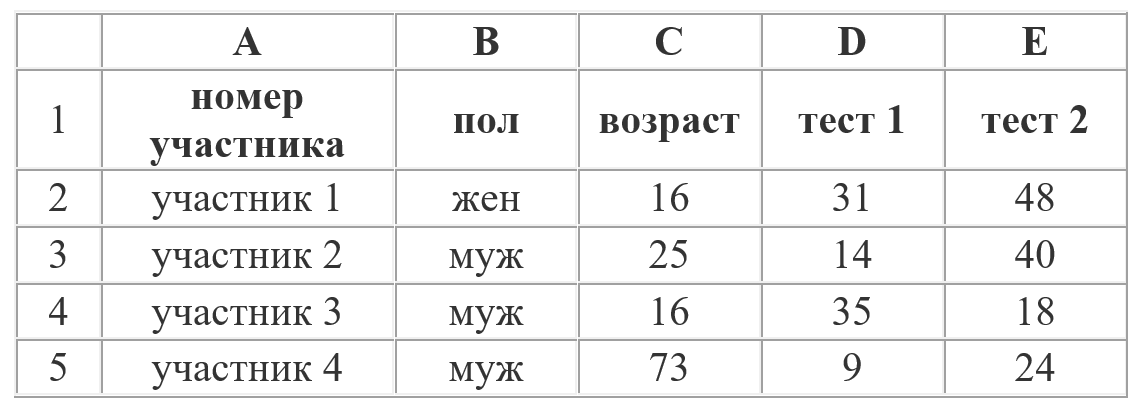 A B C D E
1 номер участника пол возраст тест 1 тест 2
2 участник 1 жен 16 31 48
3 участник 2 муж 25 14 40
4 участник 3 муж 16 35 18
5 участник 4 муж 73 9 24